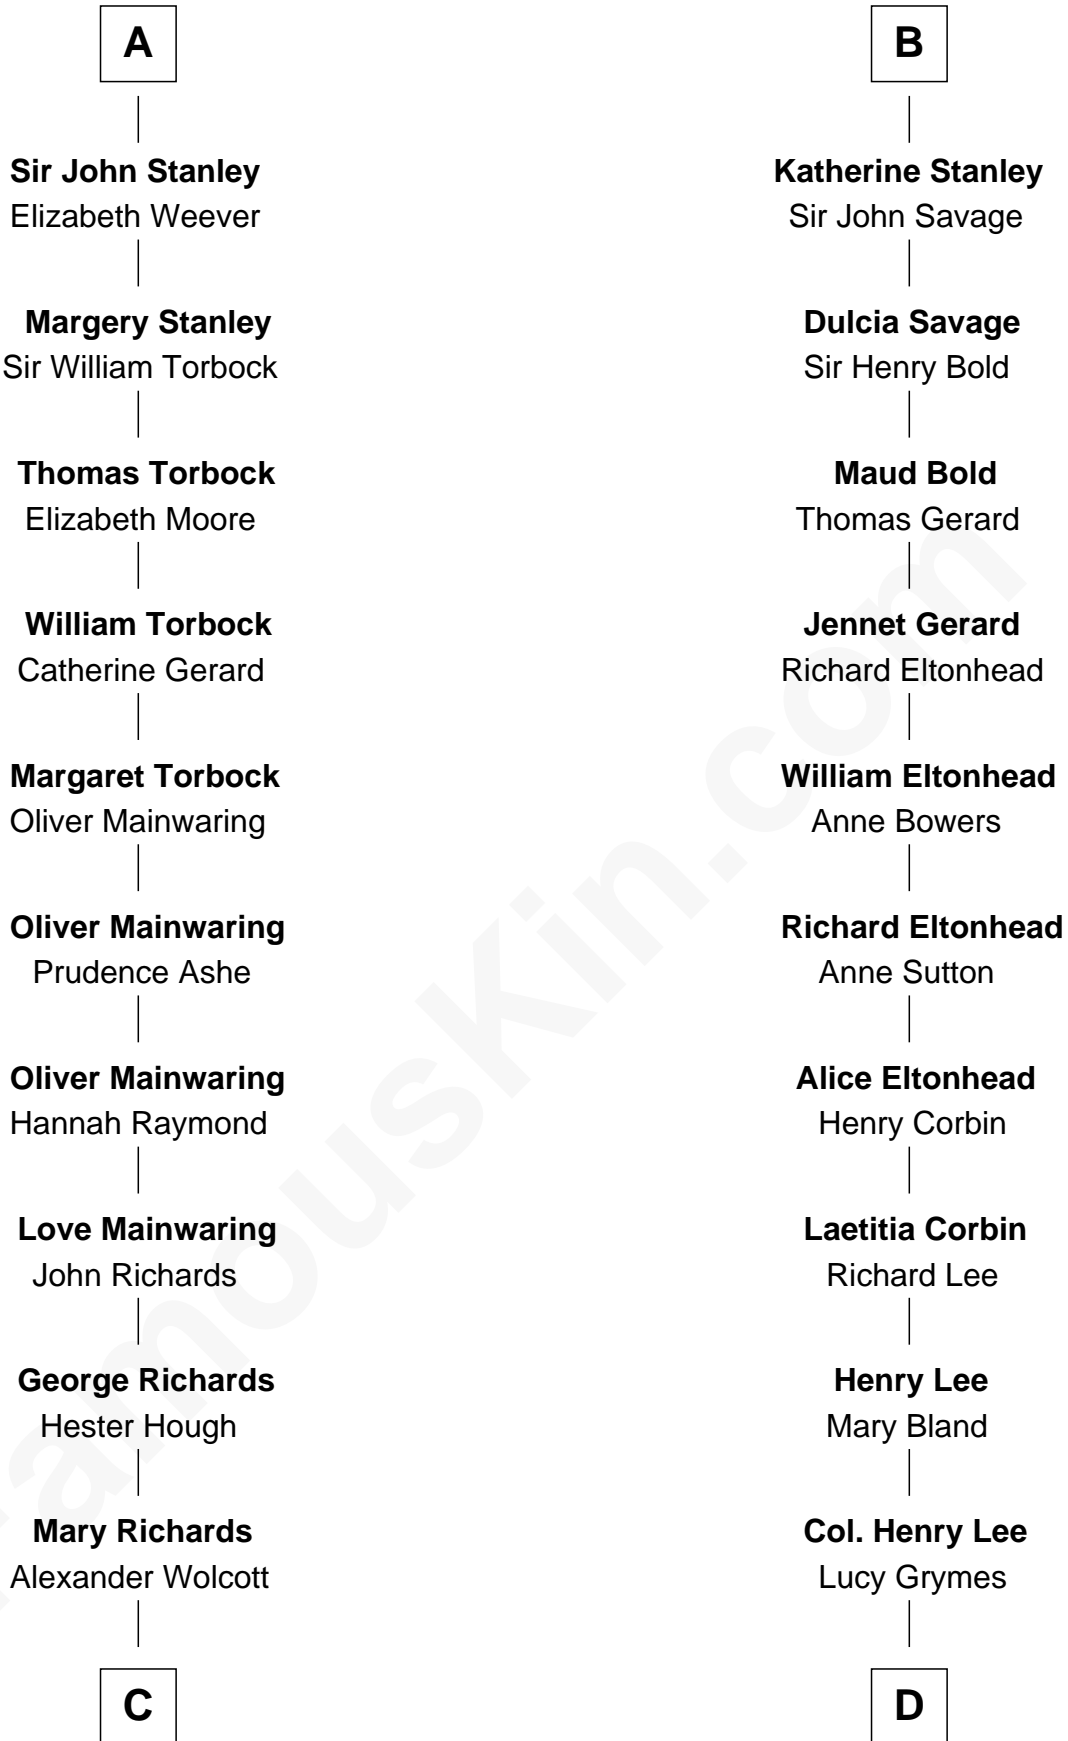 A
Sir John Stanley
Elizabeth Weever
Margery Stanley
Sir William Torbock
Thomas Torbock
Elizabeth Moore
William Torbock
Catherine Gerard
Margaret Torbock
Oliver Mainwaring
Oliver Mainwaring
Prudence Ashe
Oliver Mainwaring
Hannah Raymond
Love Mainwaring
John Richards
George Richards
Hester Hough
Mary Richards
Alexander Wolcott
C
B
Katherine Stanley
Sir John Savage
Dulcia Savage
Sir Henry Bold
Maud Bold
Thomas Gerard
Jennet Gerard
Richard Eltonhead
William Eltonhead
Anne Bowers
Richard Eltonhead
Anne Sutton
Alice Eltonhead
Henry Corbin
Laetitia Corbin
Richard Lee
Henry Lee
Mary Bland
Col. Henry Lee
Lucy Grymes
D
FamousKin.com